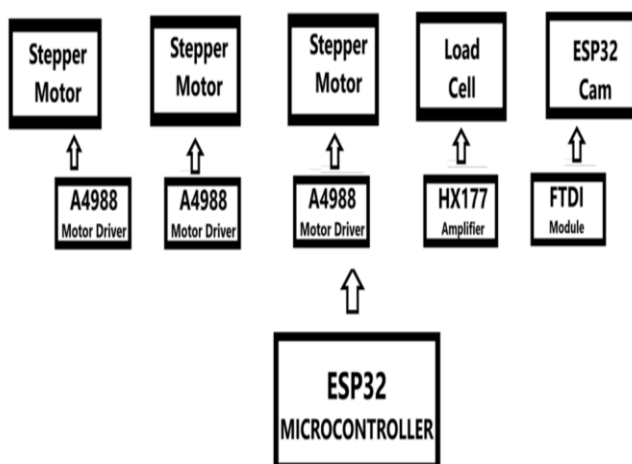 Stepper
Motor
Stepper
Motor
Stepper
Motor
Load
Cell
ESP32
Cam
A4988
Motor Driver
A4988
Motor Driver
A4988
Motor Driver
HX177
Amplifier
FTDI
Module
ESP32
MICROCONTROLLER